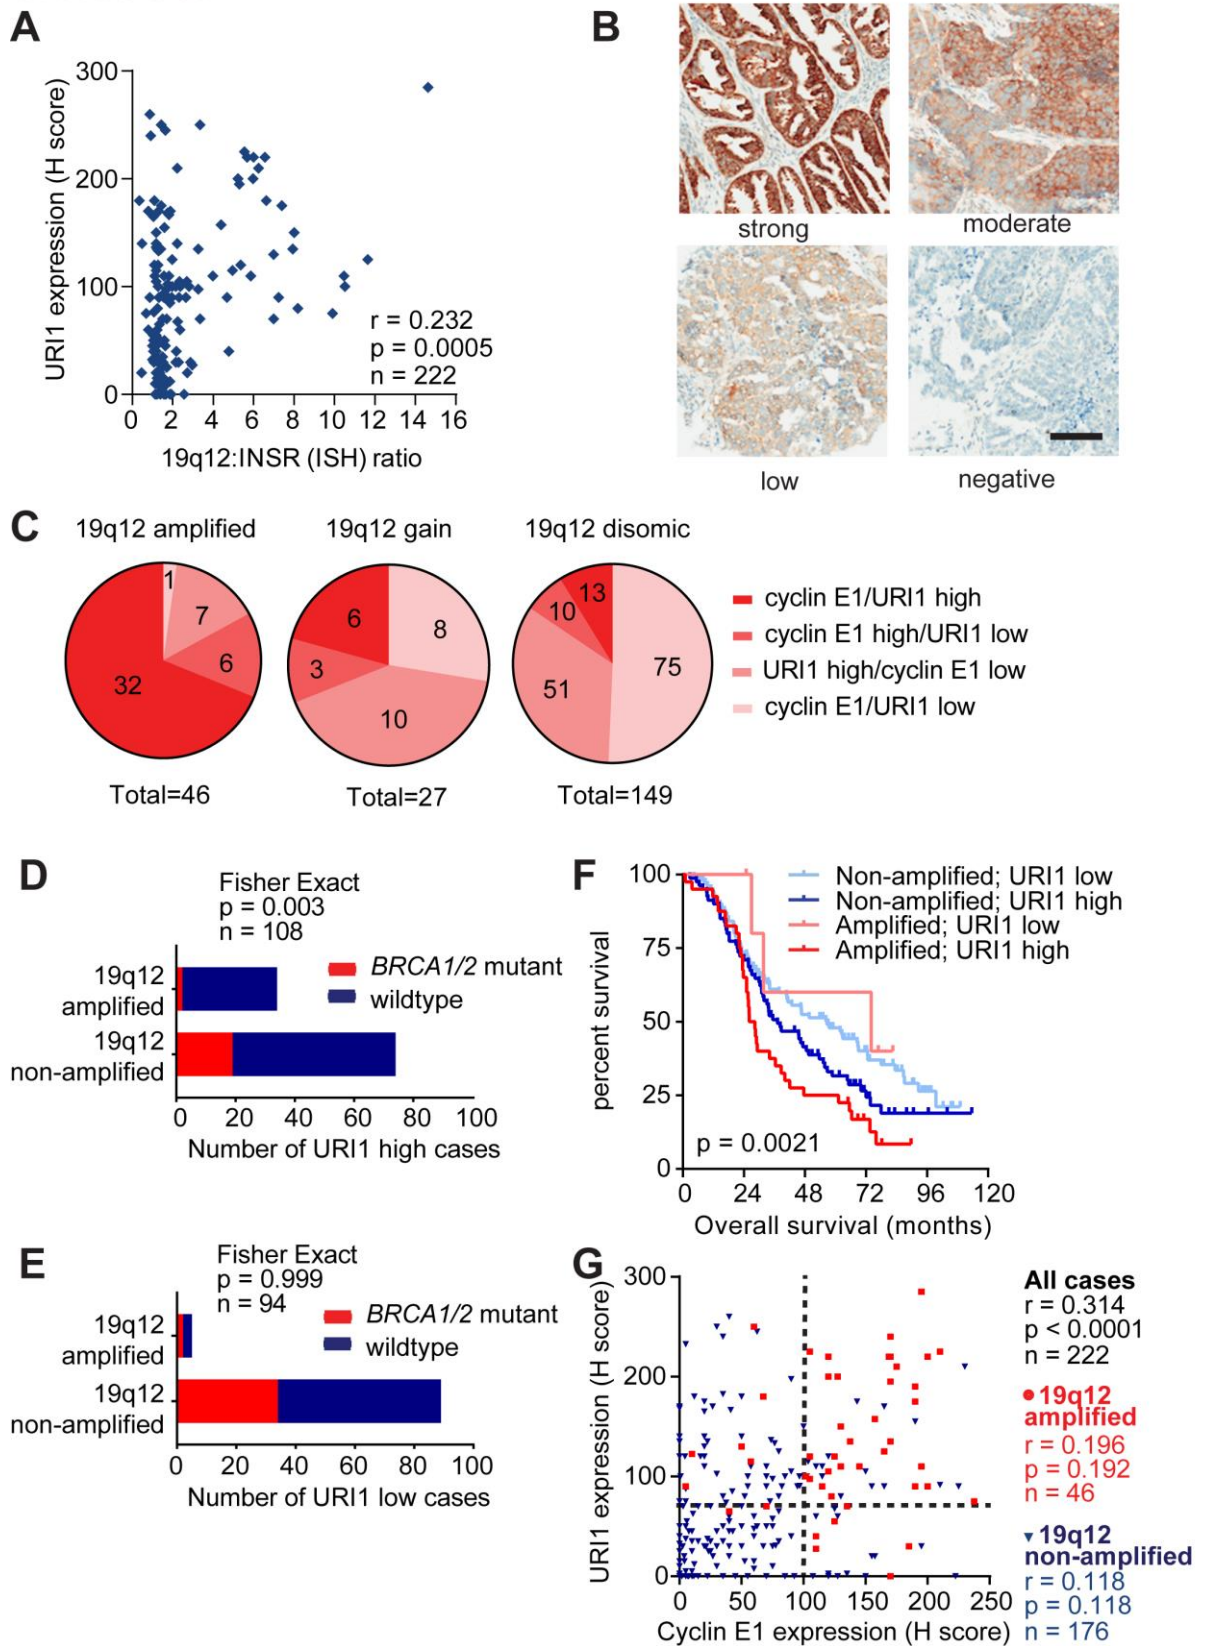 A
300
200
100
0
URI1 expression (H score)
r = 0.232
p = 0.0005
n = 222
0 2 4 6 8 10 12 14 16
19q12:INSR (ISH) ratio
B
strong
moderate
low
negative
C
19q12 amplified
1
7
6
32
Total=46
19q12 gain
6
8
3
10
Total=27
19q12 disomic
13
10
51
75
Total=149
cyclin E1/URI1 high
cyclin E1 high/URI1 low
URI1 high/cyclin E1 low
cyclin E1/URI1 low
D
Fisher Exact
p = 0.003
n = 108
BRCA1/2 mutant
wildtype
19q12
amplified
19q12
non-amplified
0 20 40 60 80 100
Number of URI1 high cases
E
Fisher Exact
p = 0.999
n = 94
BRCA1/2 mutant
wildtype
19q12
amplified
19q12
non-amplified
0 20 40 60 80 100
Number of URI1 low cases
F
100
75
50
25
0
percent survival
Non-amplified; URI1 low
Non-amplified; URI1 high
Amplified; URI1 low
Amplified; URI1 high
p = 0.0021
0 24 48 72 96 120
Overall survival (months)
G
300
200
100
0
URI1 expression (H score)
0 50 100 150 200 250
Cyclin E1 expression (H score)
All cases
r = 0.314
p < 0.0001
n = 222
19q12
amplified
r = 0.196
p = 0.192
n = 46
19q12
non-amplified
r = 0.118
p = 0.118
n = 176